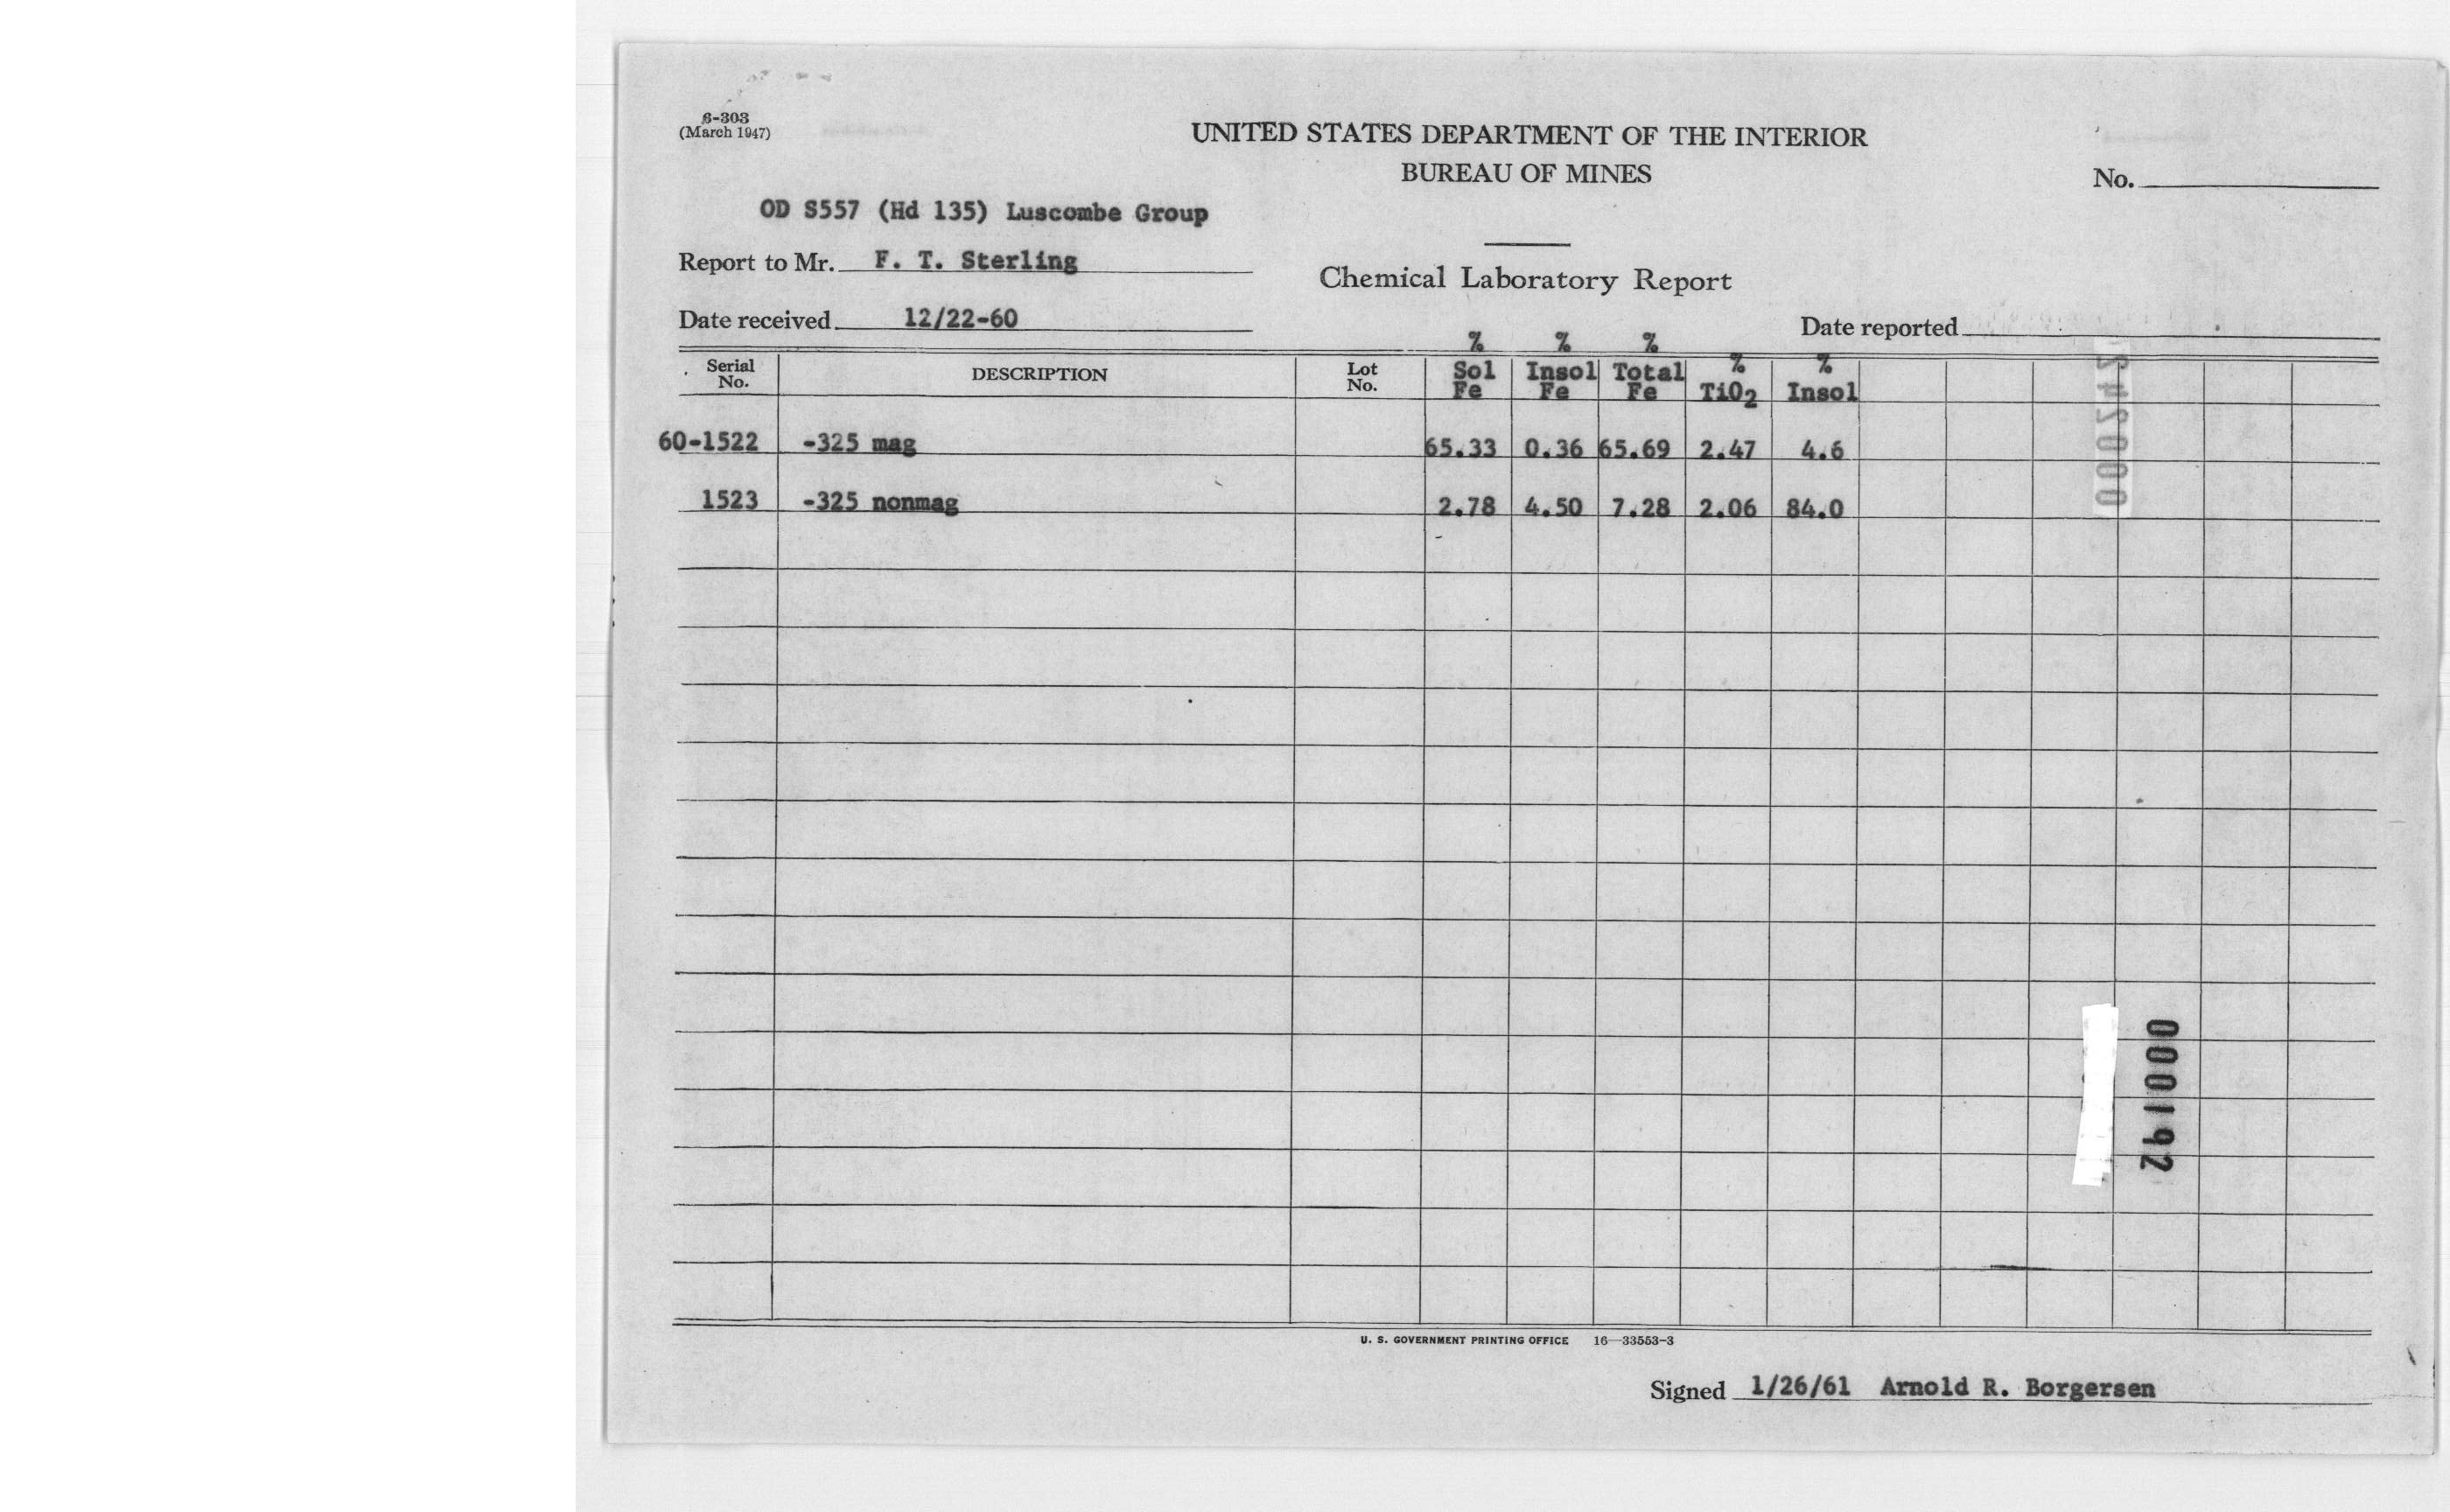 6-303
(March 1947)
UNITED STATES DEPARTMENT OF THE INTERIOR
BUREAU OF MINES
No.
OD S557 (Hd 135) Luscombe Group
Report to Mr. F. T. Sterling
Chemical Laboratory Report
Date received 12/22-60
Date reported
Serial No. DESCRIPTION Lot No. % Sol Fe % Insol Fe % Total Fe % TiO2 % Insol
60-1522 -325 mag 65.33 0.36 65.69 2.47 4.6
1523 -325 nonmag 2.78 4.50 7.28 2.06 84.0
000192
U. S. GOVERNMENT PRINTING OFFICE 16—33553-3
Signed 1/26/61 Arnold R. Borgersen